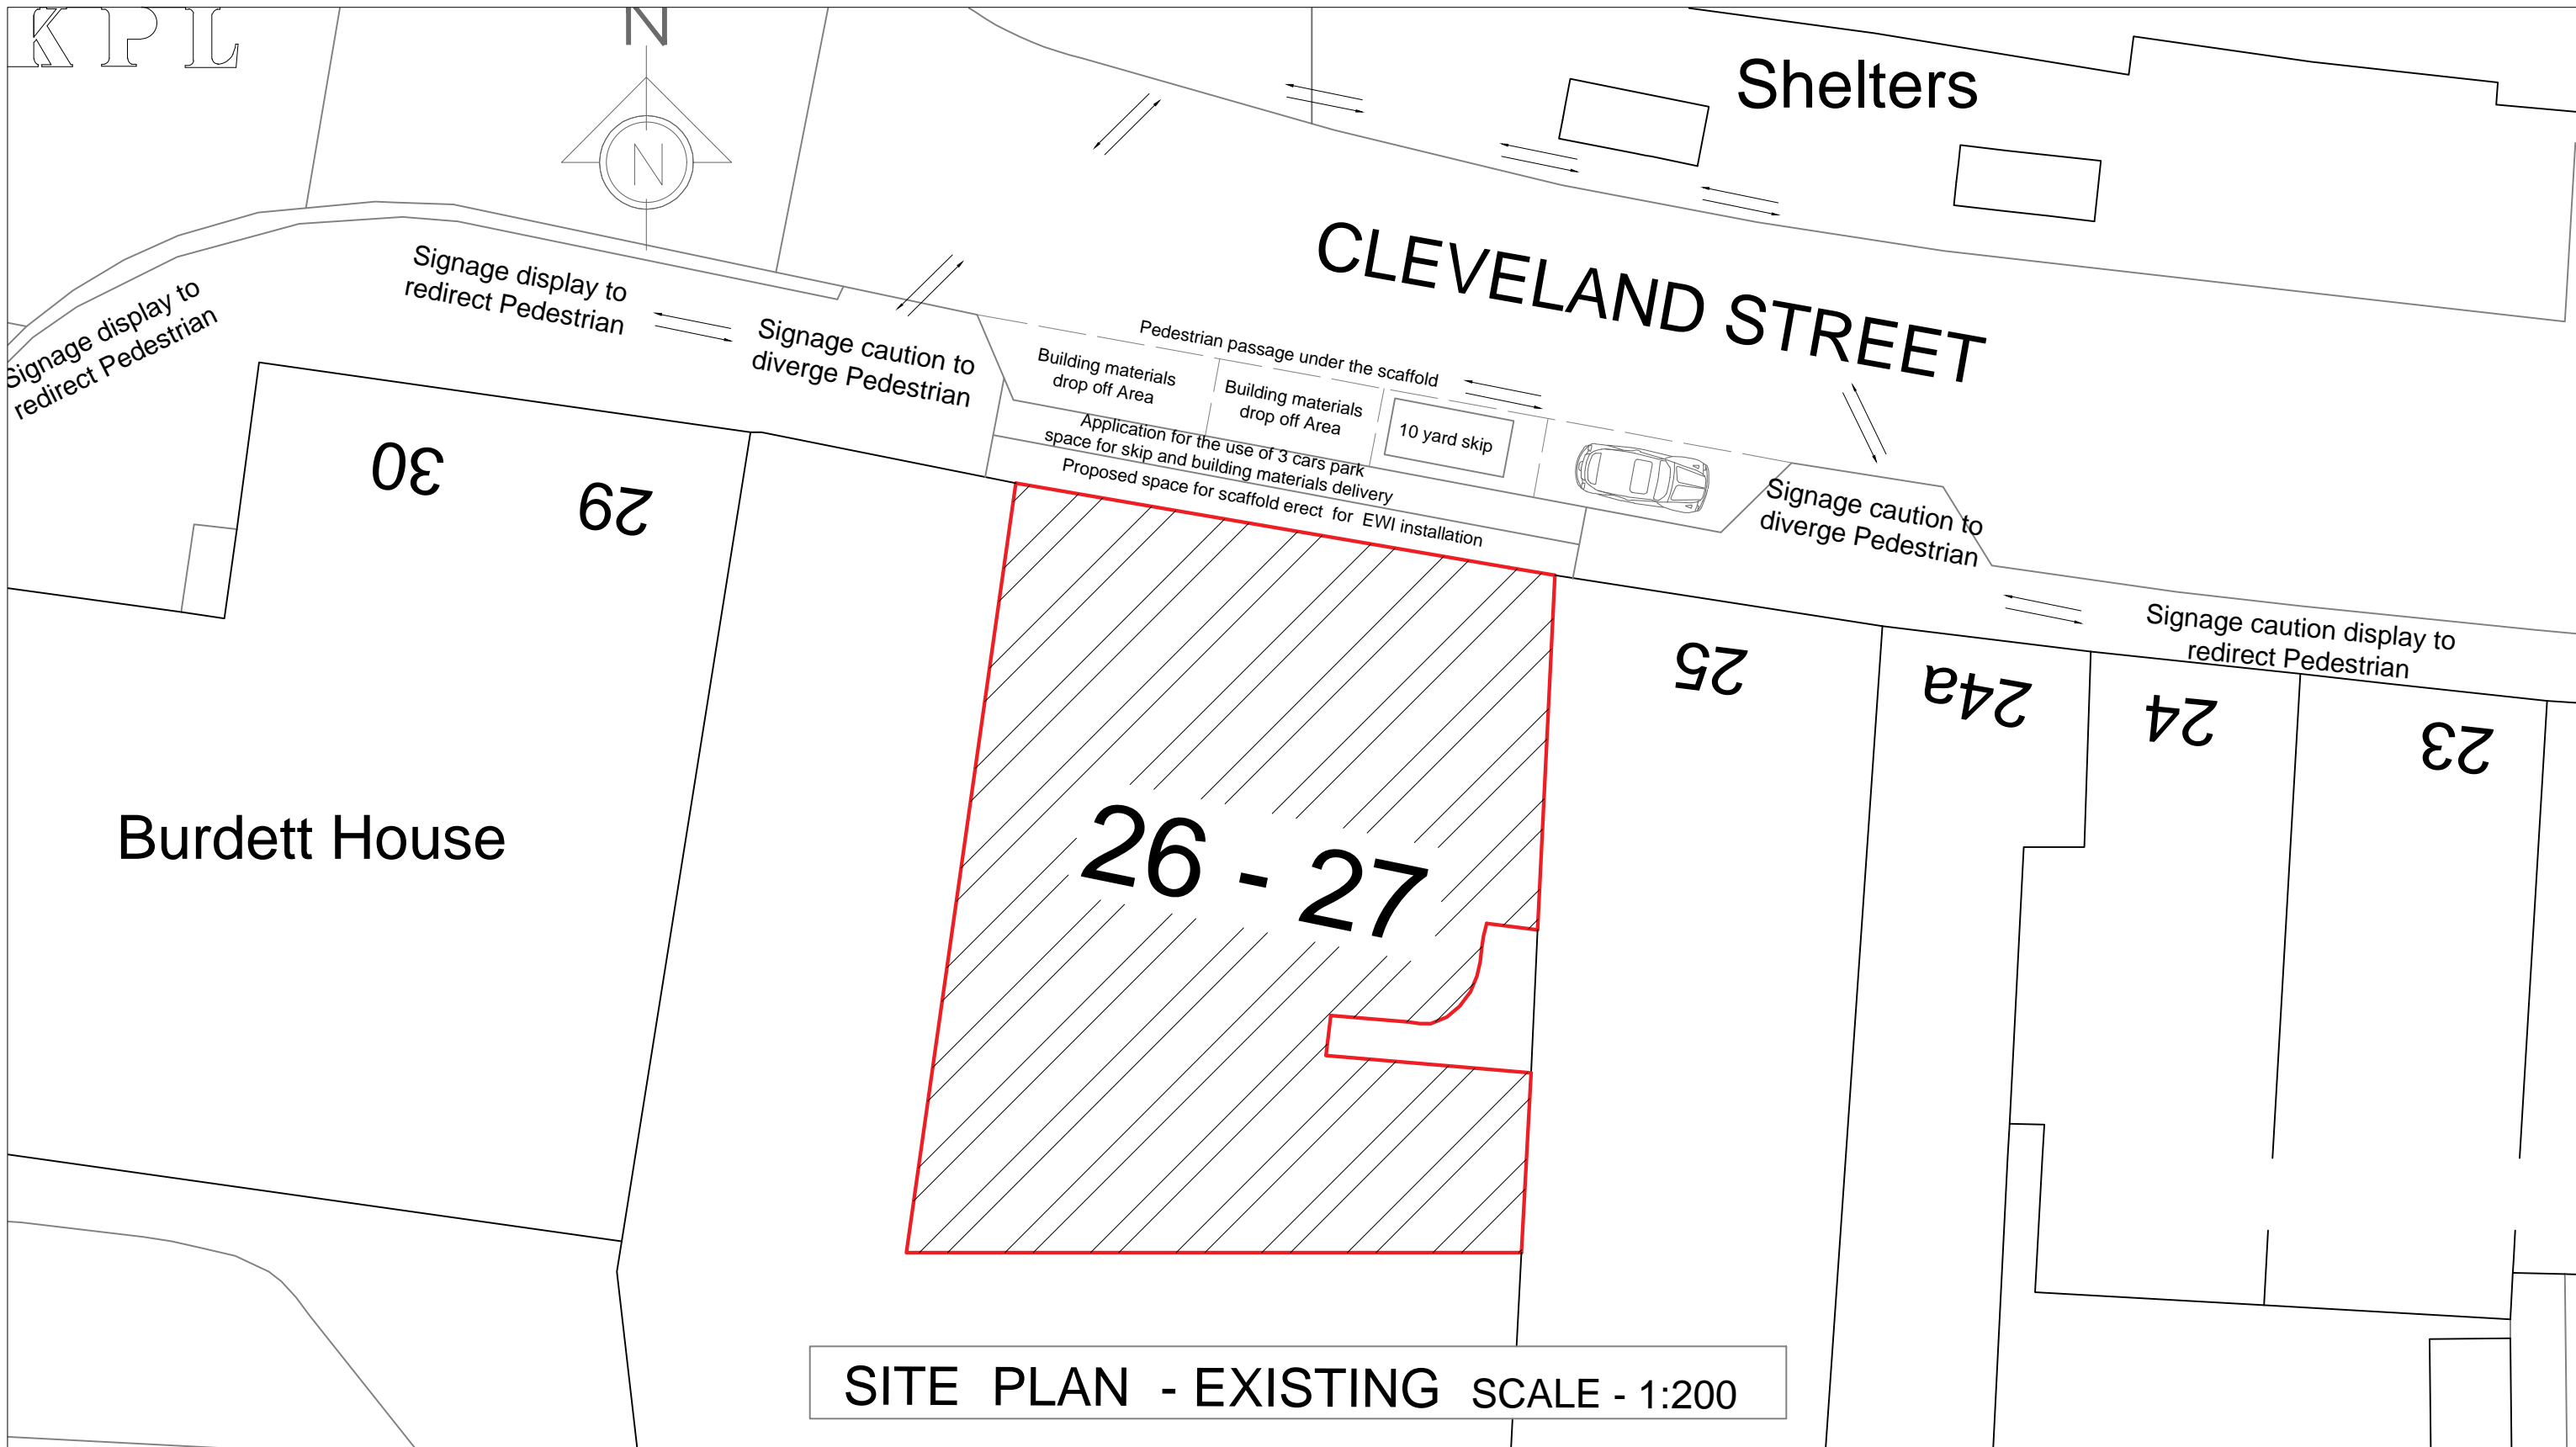 KPL
N
N
Shelters
CLEVELAND STREET
Signage display to
redirect Pedestrian
Signage display to
redirect Pedestrian
Signage caution to
diverge Pedestrian
Pedestrian passage under the scaffold
Building materials
drop off Area
Building materials
drop off Area
10 yard skip
Application for the use of 3 cars park
space for skip and building materials delivery
Proposed space for scaffold erect for EWI installation
Signage caution to
diverge Pedestrian
Signage caution display to
redirect Pedestrian
30
29
25
24a
24
23
Burdett House
26 - 27
SITE PLAN - EXISTING SCALE - 1:200